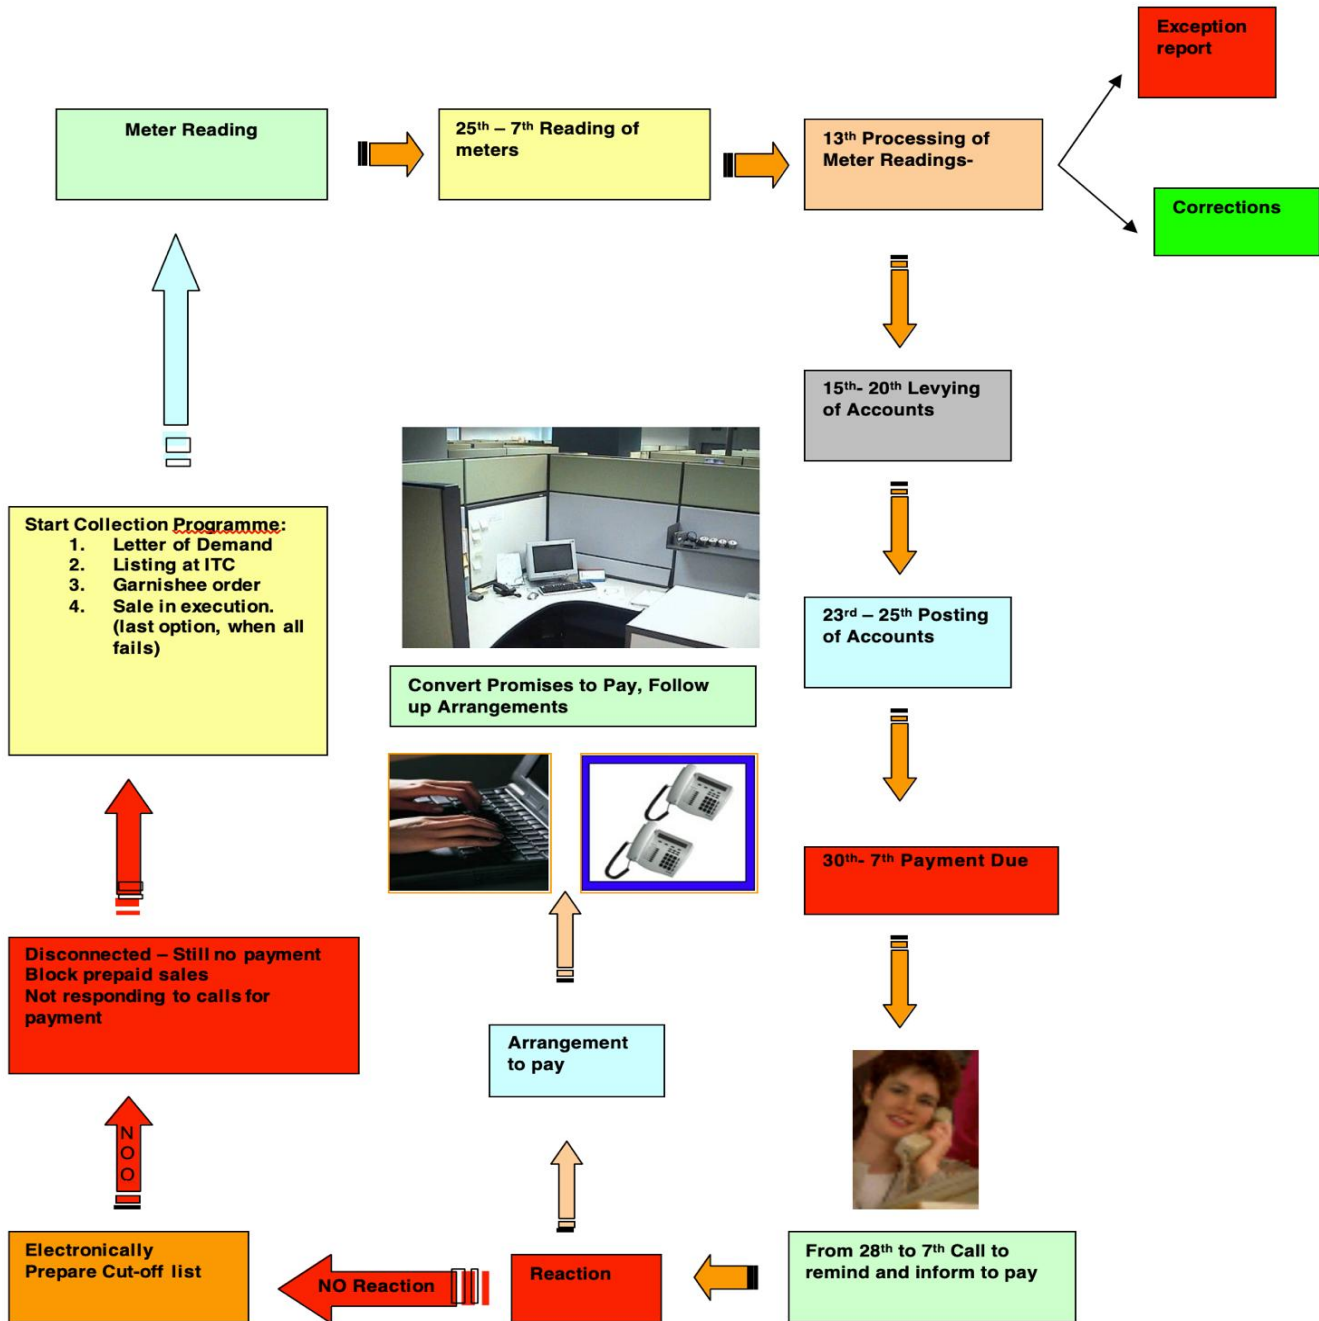 Exception
report
Meter Reading
25th – 7th Reading of
meters
13th Processing of
Meter Readings-
Corrections
15th- 20th Levying
of Accounts
Start Collection Programme:
1. Letter of Demand
2. Listing at ITC
3. Garnishee order
4. Sale in execution.
(last option, when all
fails)
23rd – 25th Posting
of Accounts
Convert Promises to Pay, Follow
up Arrangements
30th- 7th Payment Due
Disconnected – Still no payment
Block prepaid sales
Not responding to calls for
payment
Arrangement
to pay
N
O
O
Electronically
Prepare Cut-off list
NO Reaction
Reaction
From 28th to 7th Call to
remind and inform to pay